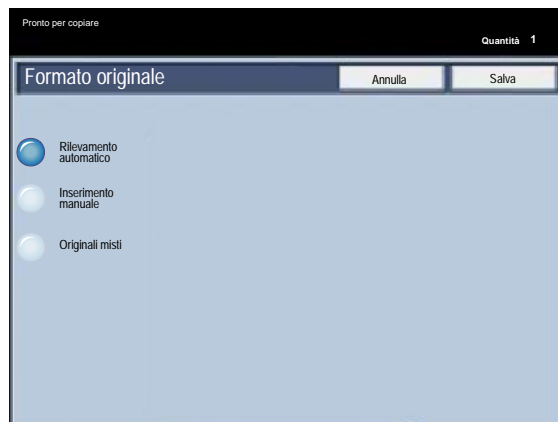 Pronto per copiare
Quantità 1
Formato originale
Annulla
Salva
Rilevamento
automatico
Inserimento
manuale
Originali misti